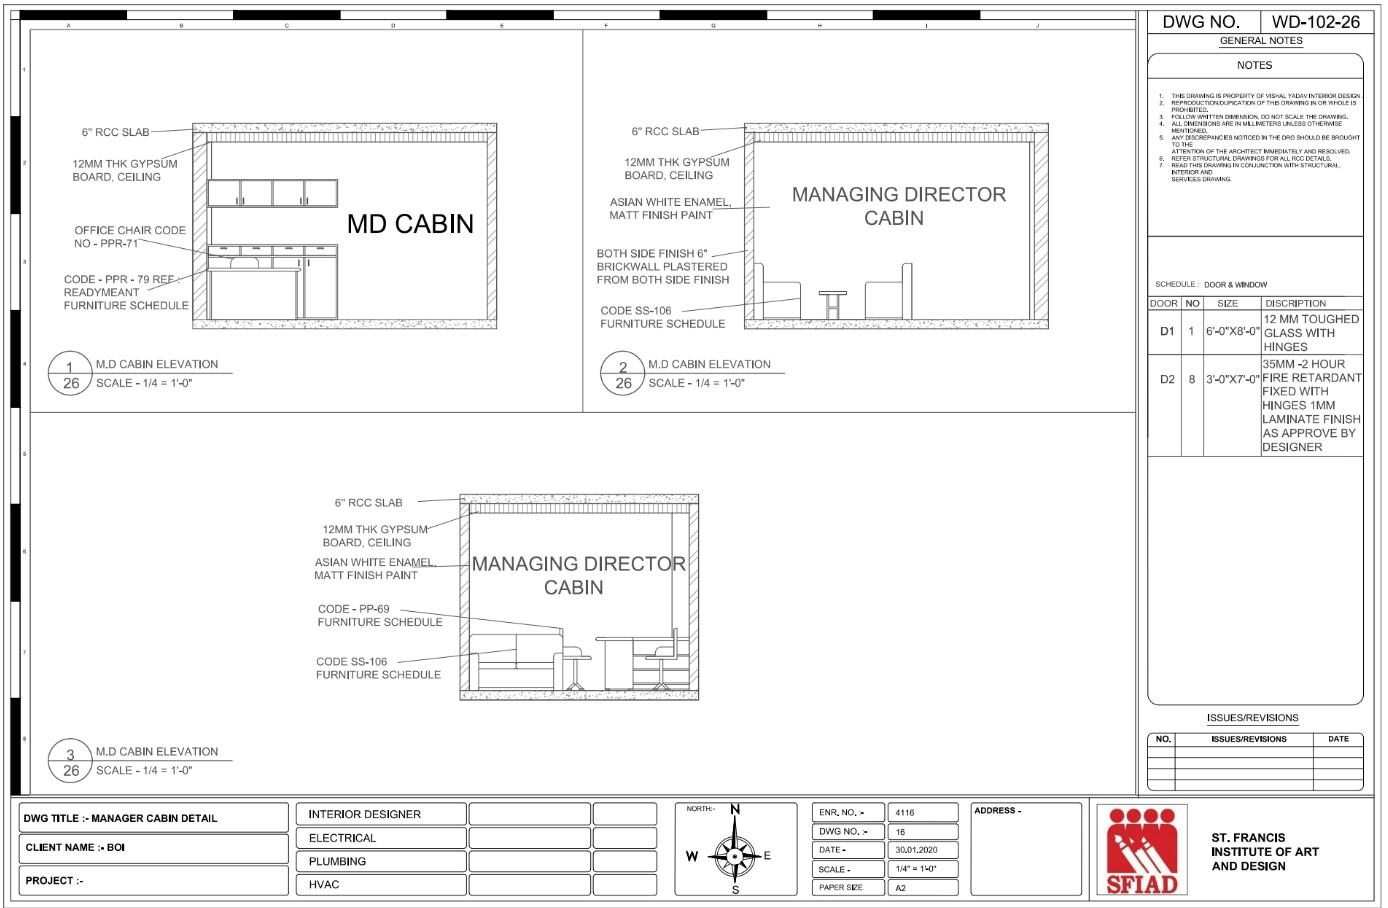 DWG NO. WD-102-26
GENERAL NOTES
NOTES
1. THIS DRAWING IS PROPERTY OF VISHAL YADAV INTERIOR DESIGN.
2. REPRODUCTION/DUPICATION OF THIS DRAWING IN OR WHOLE IS
PROHIBITED.
3. FOLLOW WRITTEN DIMENSION, DO NOT SCALE THE DRAWING.
4. ALL DIMENSIONS ARE IN MILLIMETERS UNLESS OTHERWISE
MENTIONED.
5. ANY DISCREPANCIES NOTICED IN THE DRG SHOULD BE BROUGHT
TO THE
ATTENTION OF THE ARCHITECT IMMEDIATELY AND RESOLVED.
6. REFER STRUCTURAL DRAWINGS FOR ALL RCC DETAILS.
7. READ THIS DRAWING IN CONJUNCTION WITH STRUCTURAL,
INTERIOR AND
SERVICES DRAWING.
SCHEDULE : DOOR & WINDOW
DOOR NO SIZE DISCRIPTION
D1 1 6'-0"X8'-0" 12 MM TOUGHED
GLASS WITH
HINGES
D2 8 3'-0"X7'-0" 35MM -2 HOUR
FIRE RETARDANT
FIXED WITH
HINGES 1MM
LAMINATE FINISH
AS APPROVE BY
DESIGNER
ISSUES/REVISIONS
NO. ISSUES/REVISIONS DATE
A B C D E F G H I J
1
2
3
4
5
6
7
8
6" RCC SLAB
12MM THK GYPSUM
BOARD, CEILING
MD CABIN
OFFICE CHAIR CODE
NO - PPR-71
CODE - PPR - 79 REF :
READYMEANT
FURNITURE SCHEDULE
1
26
M.D CABIN ELEVATION
SCALE - 1/4 = 1'-0"
6" RCC SLAB
12MM THK GYPSUM
BOARD, CEILING
MANAGING DIRECTOR
CABIN
ASIAN WHITE ENAMEL,
MATT FINISH PAINT
BOTH SIDE FINISH 6"
BRICKWALL PLASTERED
FROM BOTH SIDE FINISH
CODE SS-106
FURNITURE SCHEDULE
2
26
M.D CABIN ELEVATION
SCALE - 1/4 = 1'-0"
6" RCC SLAB
12MM THK GYPSUM
BOARD, CEILING
ASIAN WHITE ENAMEL,
MATT FINISH PAINT
MANAGING DIRECTOR
CABIN
CODE - PP-69
FURNITURE SCHEDULE
CODE SS-106
FURNITURE SCHEDULE
3
26
M.D CABIN ELEVATION
SCALE - 1/4 = 1'-0"
DWG TITLE :- MANAGER CABIN DETAIL
CLIENT NAME :- BOI
PROJECT :-
INTERIOR DESIGNER
ELECTRICAL
PLUMBING
HVAC
NORTH:-
N
W E
S
ENR. NO. :- 4116
DWG NO. :- 16
DATE - 30.01.2020
SCALE - 1/4" = 1'-0"
PAPER SIZE A2
ADDRESS -
SFIAD
ST. FRANCIS
INSTITUTE OF ART
AND DESIGN